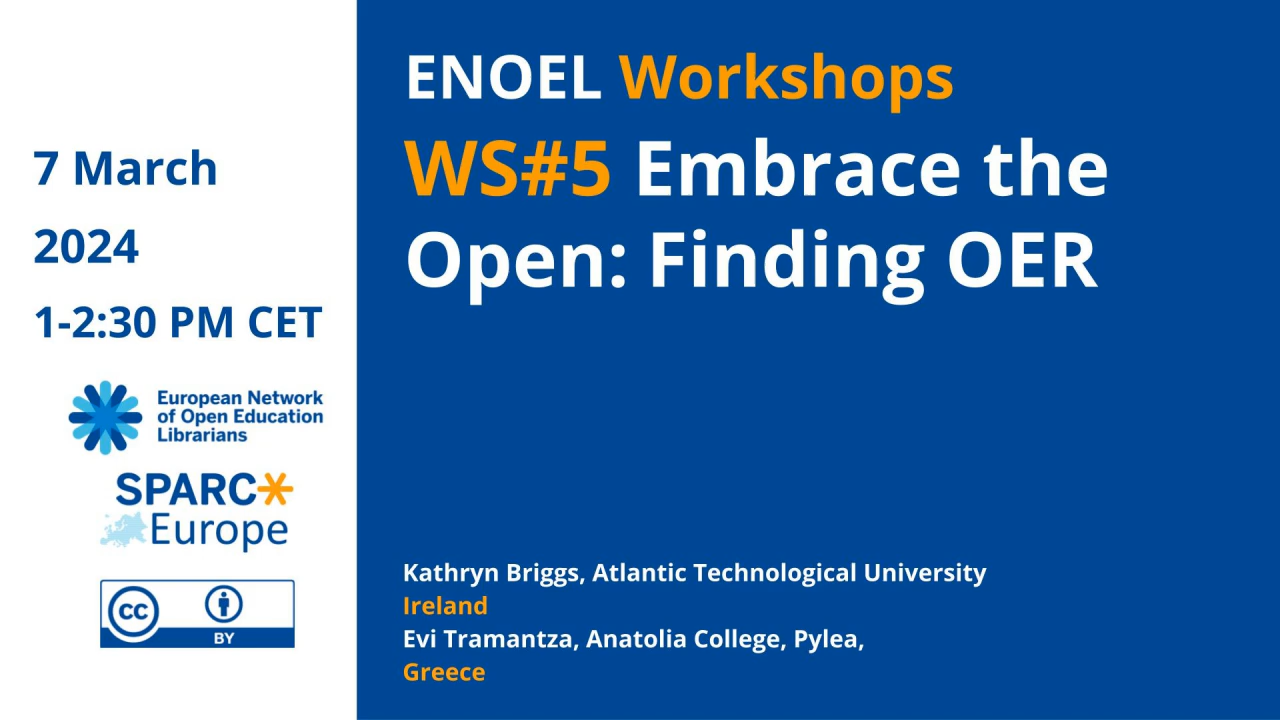 7 March
2024
1-2:30 PM CET
European Network
of Open Education
Librarians
SPARC
Europe
CC
BY
ENOEL Workshops
WS#5 Embrace the
Open: Finding OER
Kathryn Briggs, Atlantic Technological University
Ireland
Evi Tramantza, Anatolia College, Pylea,
Greece